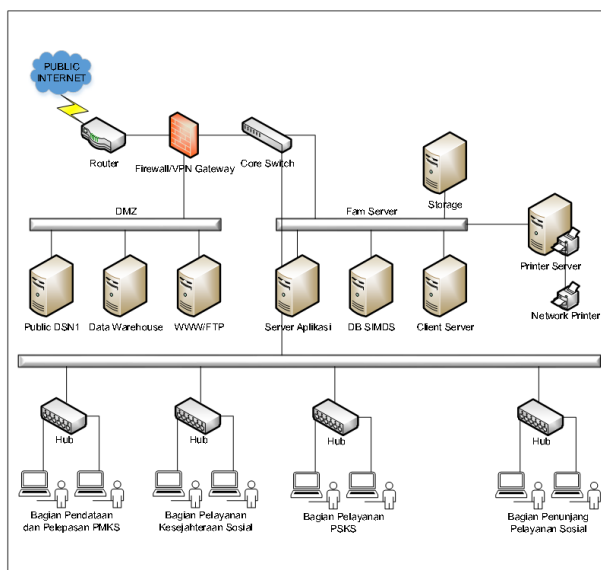 PUBLIC
INTERNET
Router
Firewall/VPN Gateway
Core Switch
Storage
DMZ
Fam Server
Printer Server
Public DSN1
Data Warehouse
WWW/FTP
Server Aplikasi
DB SIMDS
Client Server
Network Printer
Hub
Hub
Hub
Hub
Bagian Pendataan
dan Pelepasan PMKS
Bagian Pelayanan
Kesejahteraan Sosial
Bagian Pelayanan
PSKS
Bagian Penunjang
Pelayanan Sosial